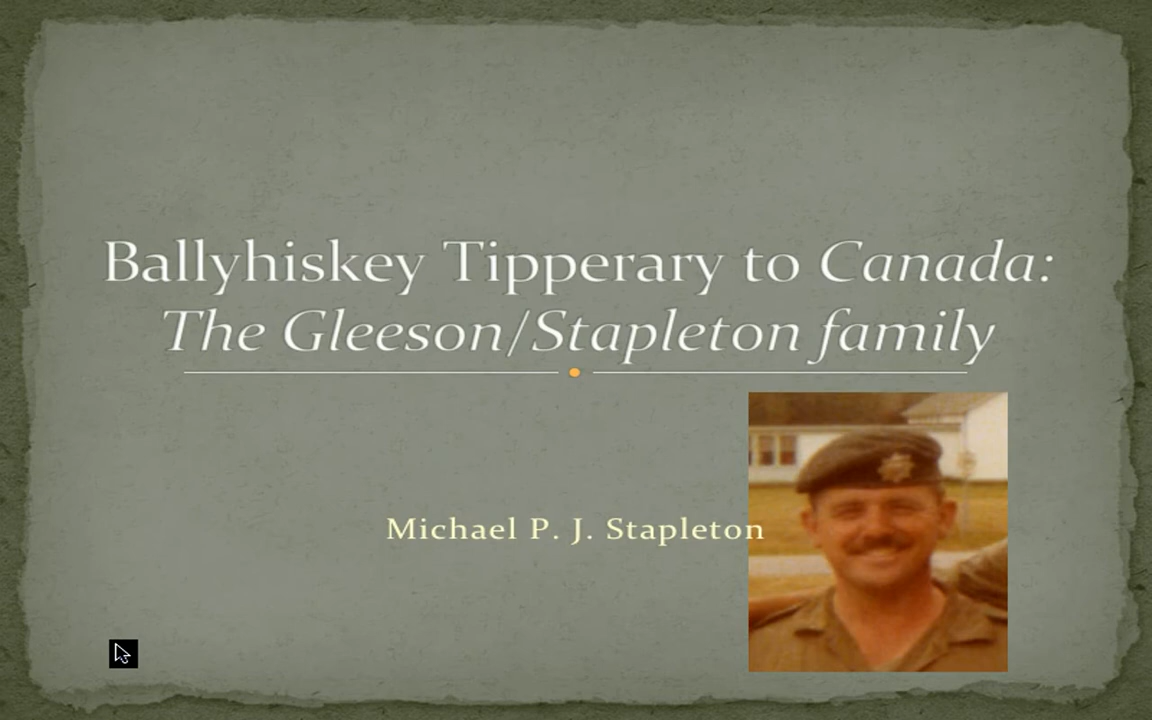 Ballyhiskey Tipperary to Canada:
The Gleeson/Stapleton family
Michael P. J. Stapleton